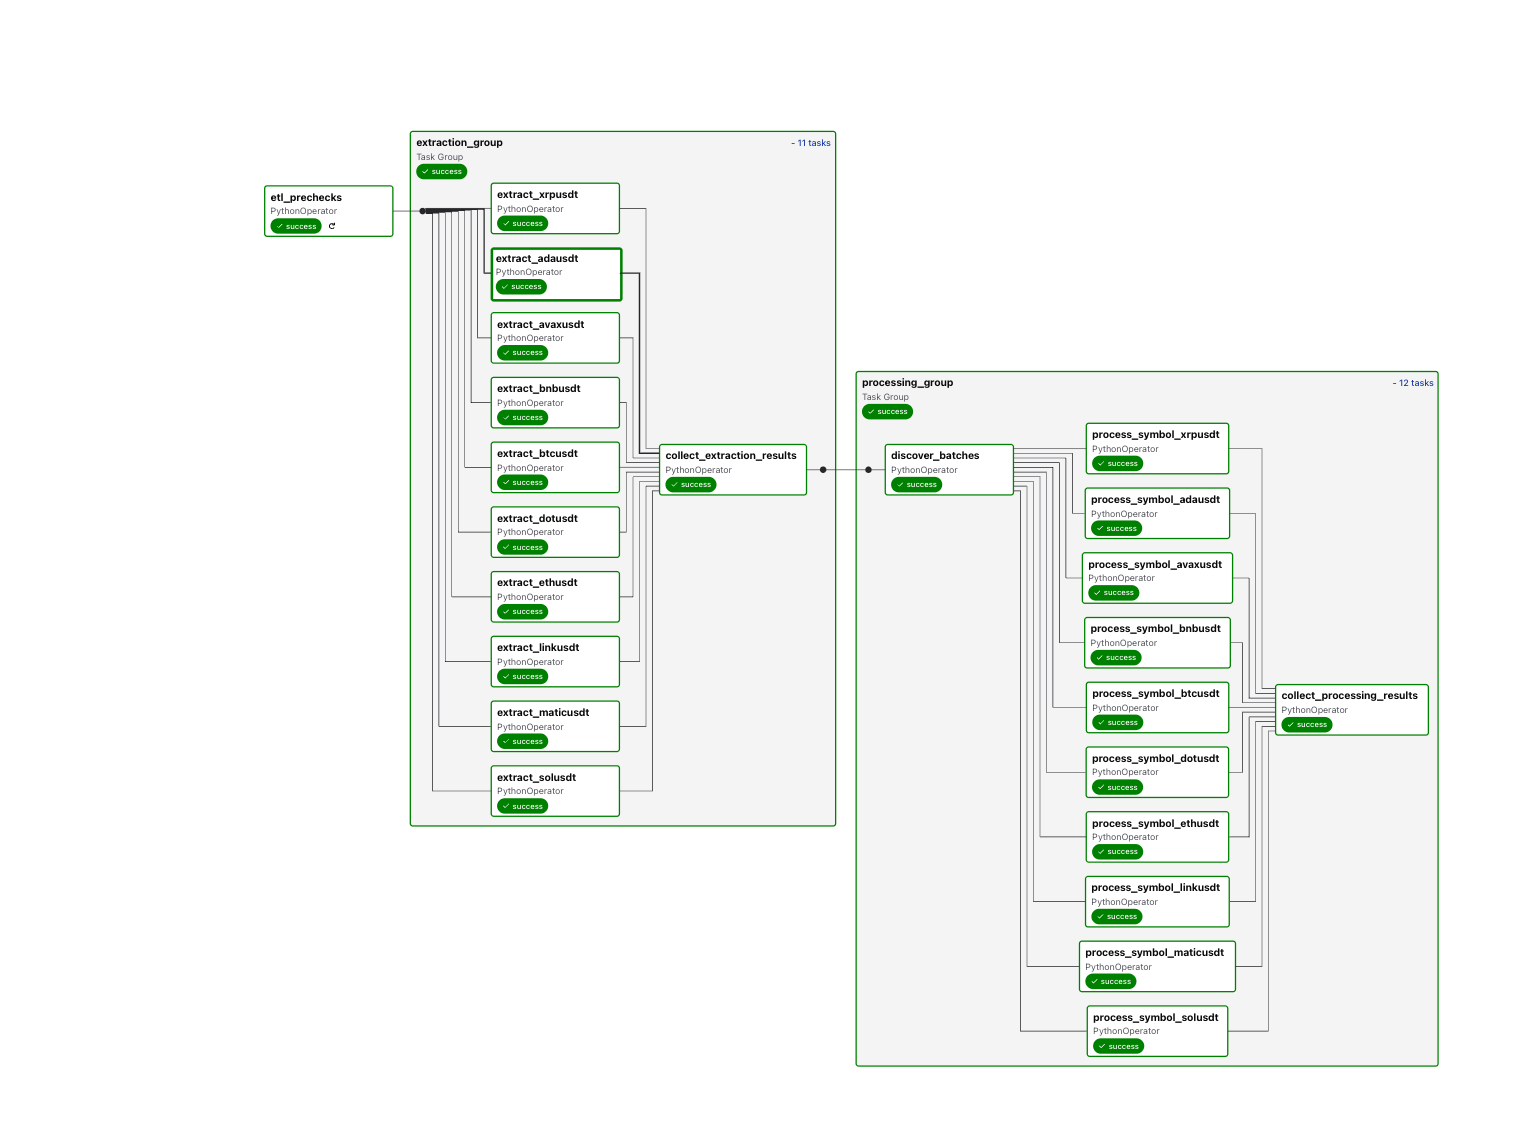 etl_prechecks
PythonOperator
success
extraction_group
- 11 tasks
Task Group
success
extract_xrpusdt
PythonOperator
success
extract_adausdt
PythonOperator
success
extract_avaxusdt
PythonOperator
success
extract_bnbusdt
PythonOperator
success
extract_btcusdt
PythonOperator
success
extract_dotusdt
PythonOperator
success
extract_ethusdt
PythonOperator
success
extract_linkusdt
PythonOperator
success
extract_maticusdt
PythonOperator
success
extract_solusdt
PythonOperator
success
collect_extraction_results
PythonOperator
success
processing_group
- 12 tasks
Task Group
success
discover_batches
PythonOperator
success
process_symbol_xrpusdt
PythonOperator
success
process_symbol_adausdt
PythonOperator
success
process_symbol_avaxusdt
PythonOperator
success
process_symbol_bnbusdt
PythonOperator
success
process_symbol_btcusdt
PythonOperator
success
process_symbol_dotusdt
PythonOperator
success
process_symbol_ethusdt
PythonOperator
success
process_symbol_linkusdt
PythonOperator
success
process_symbol_maticusdt
PythonOperator
success
process_symbol_solusdt
PythonOperator
success
collect_processing_results
PythonOperator
success